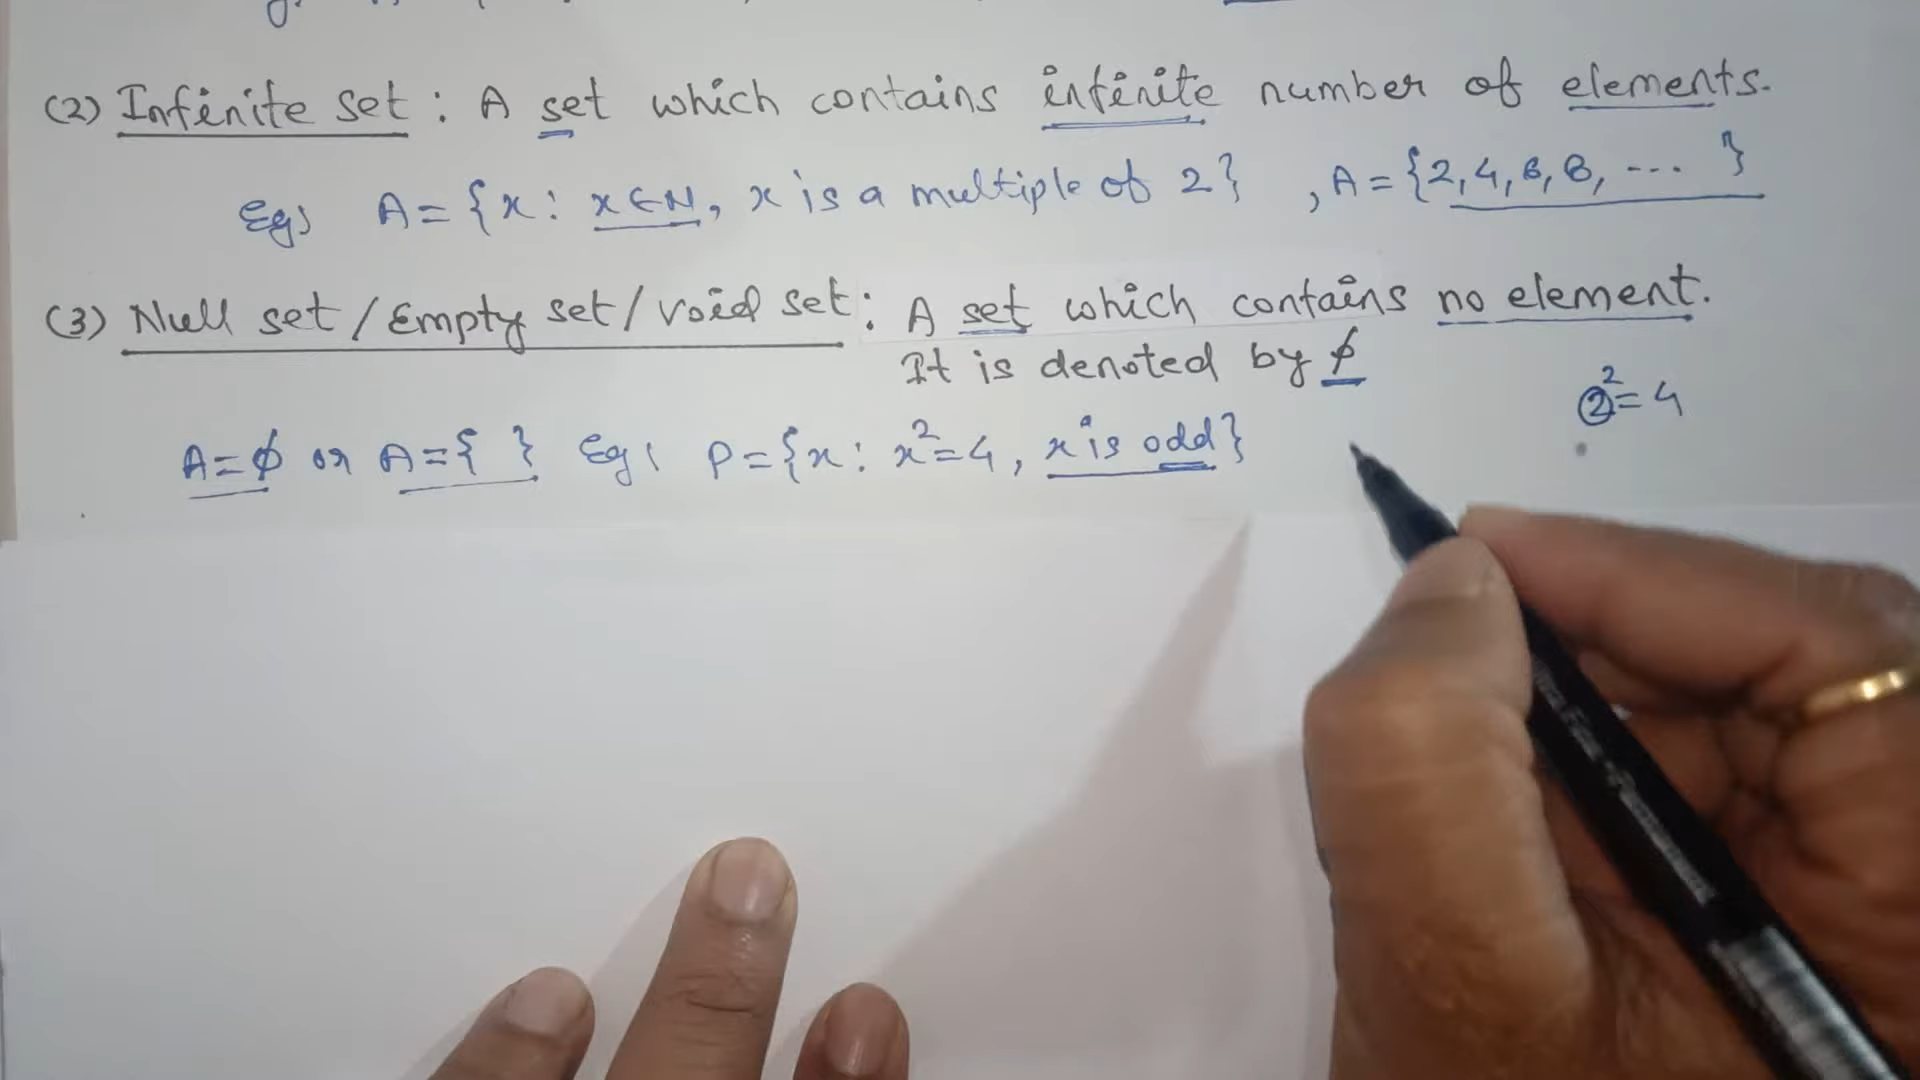 (2) Infinite set : A set which contains infinite number of elements.
Eg; A = {x : x∈N, x is a multiple of 2} , A = {2, 4, 6, 8, ... }
(3) Null set / Empty set / void set : A set which contains no element.
It is denoted by ϕ
2²=4
A=ϕ or A={ } Eg; P={x: x²=4, x is odd}